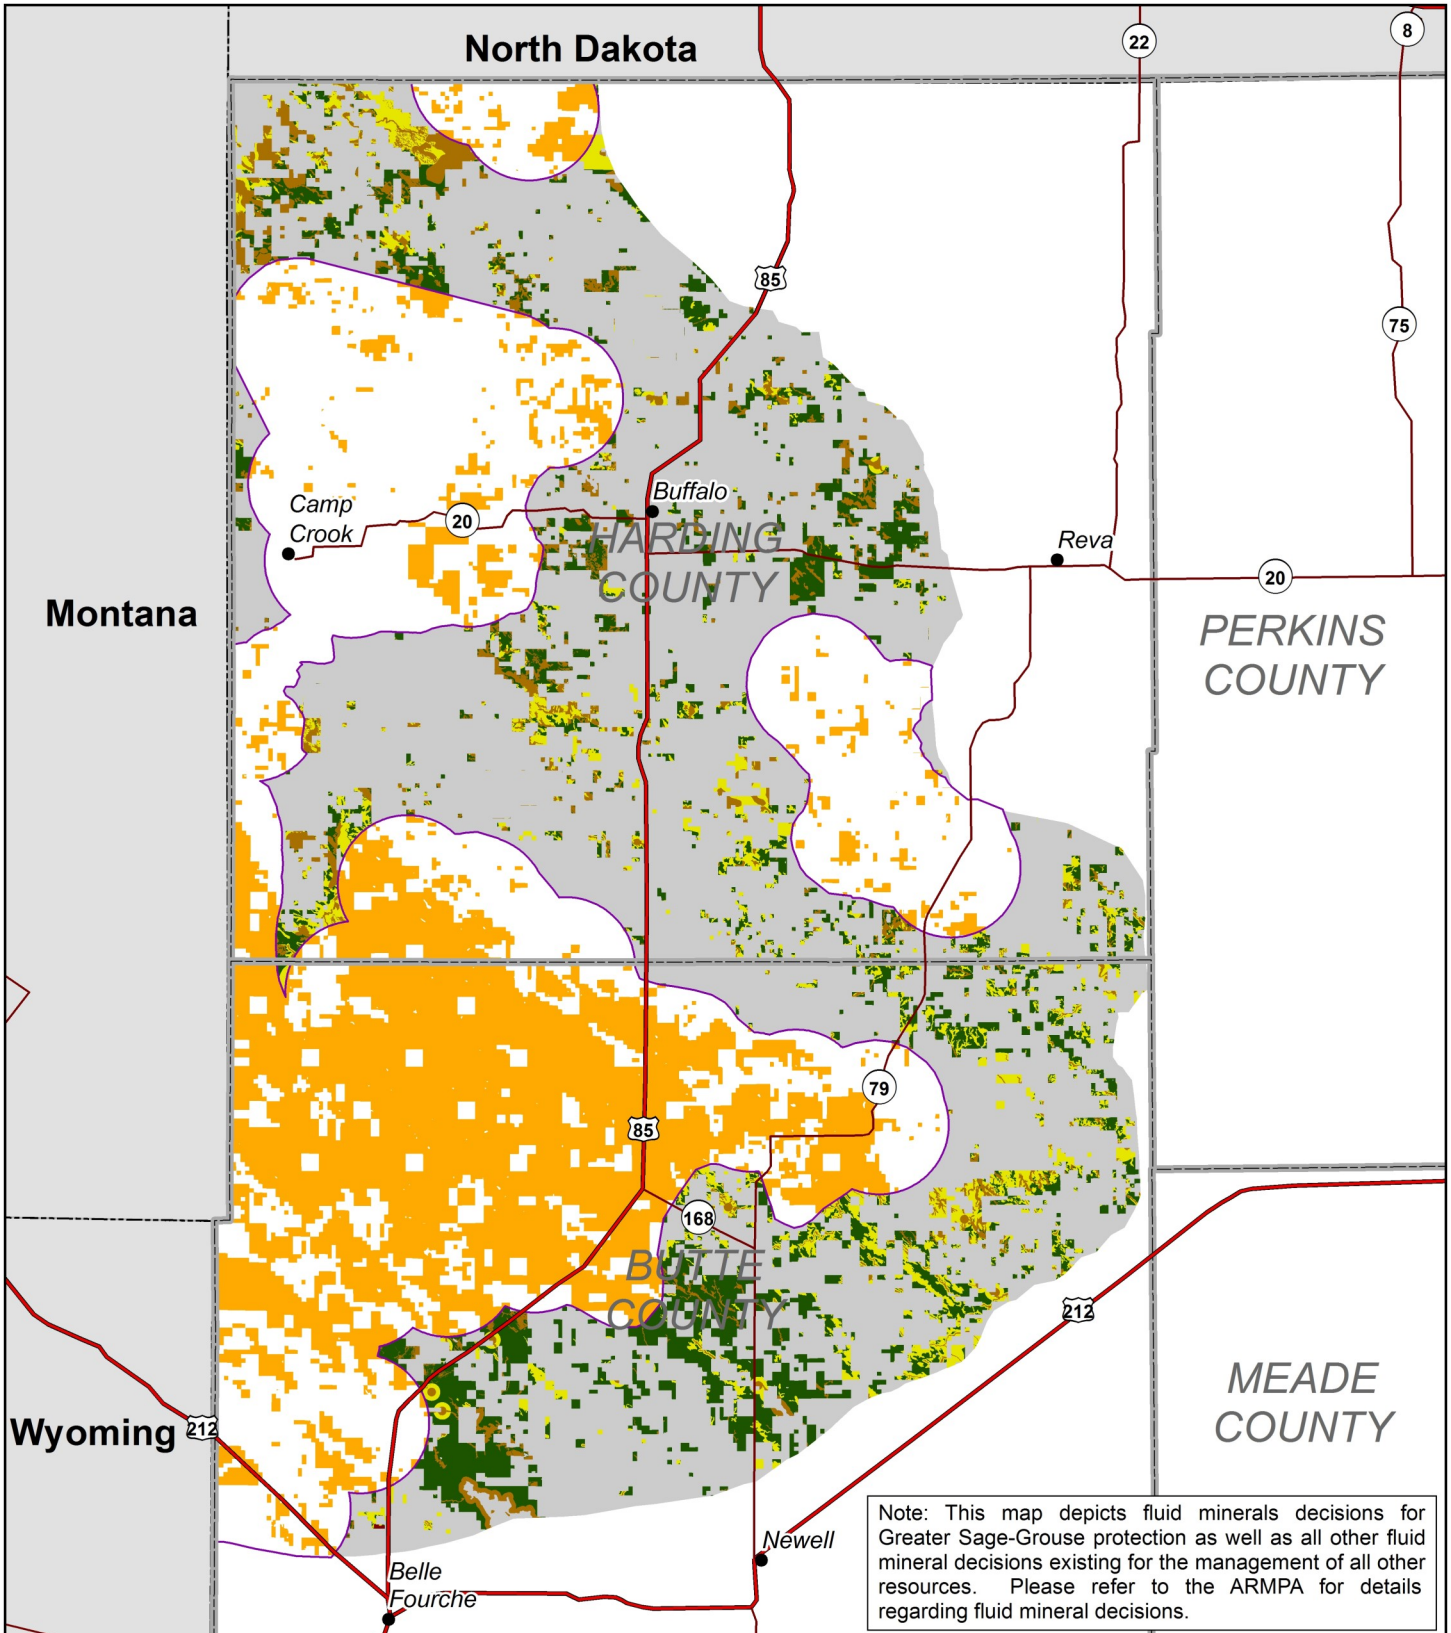 North Dakota
22
8
85
75
Camp
Crook
20
Buffalo
HARDING
COUNTY
Reva
20
Montana
PERKINS
COUNTY
79
85
168
BUTTE
COUNTY
212
MEADE
COUNTY
Wyoming
212
Note: This map depicts fluid minerals decisions for
Greater Sage-Grouse protection as well as all other fluid
mineral decisions existing for the management of all other
resources. Please refer to the ARMPA for details
regarding fluid mineral decisions.
Newell
Belle
Fourche